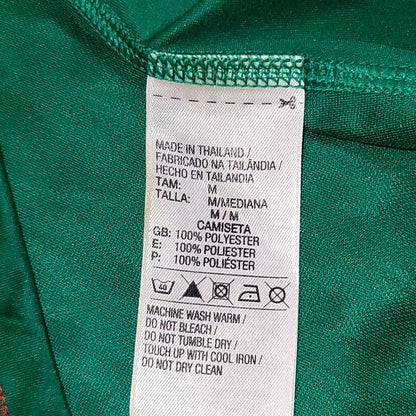 MADE IN THAILAND /
FABRICADO NA TAILÂNDIA /
HECHO EN TAILANDIA
TAM: M
TALLA: M/MEDIANA
M / M
CAMISETA
GB: 100% POLYESTER
E: 100% POLIESTER
P: 100% POLIÉSTER
40
MACHINE WASH WARM /
DO NOT BLEACH /
DO NOT TUMBLE DRY /
TOUCH UP WITH COOL IRON /
DO NOT DRY CLEAN